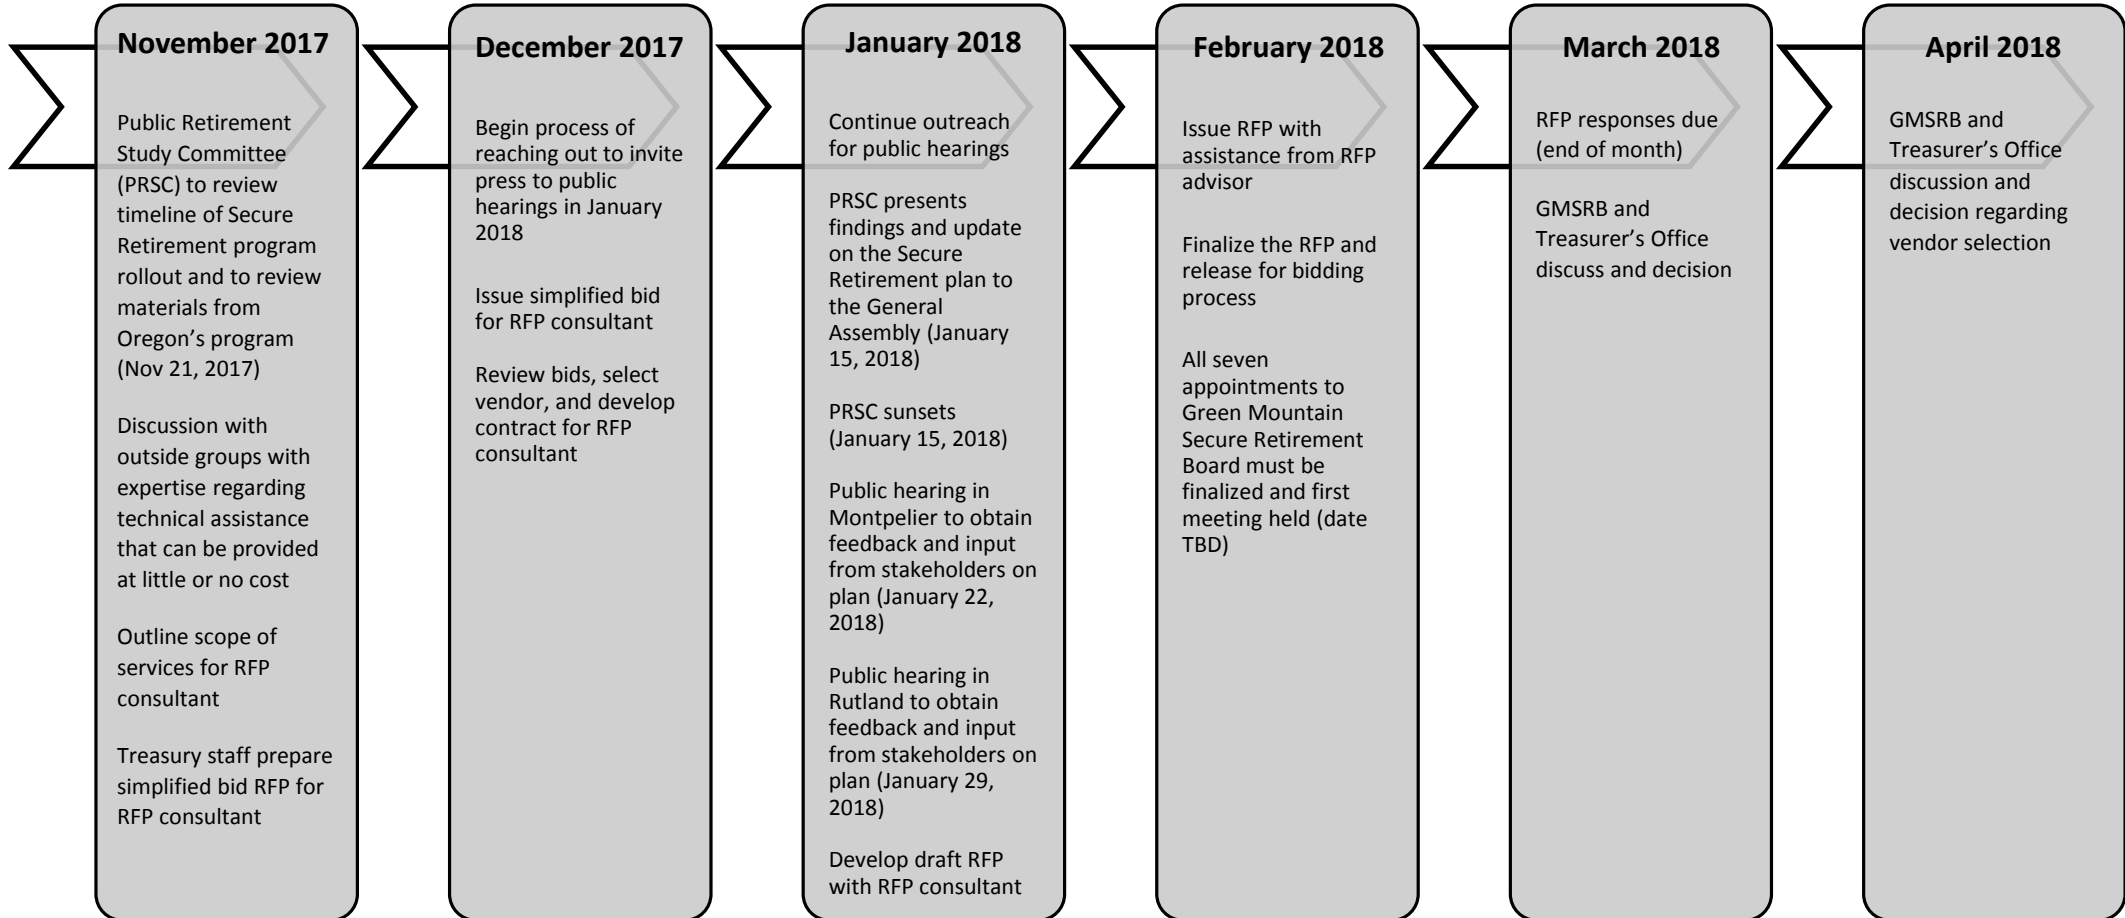 November 2017
Public Retirement
Study Committee
(PRSC) to review
timeline of Secure
Retirement program
rollout and to review
materials from
Oregon’s program
(Nov 21, 2017)
Discussion with
outside groups with
expertise regarding
technical assistance
that can be provided
at little or no cost
Outline scope of
services for RFP
consultant
Treasury staff prepare
simplified bid RFP for
RFP consultant
December 2017
Begin process of
reaching out to invite
press to public
hearings in January
2018
Issue simplified bid
for RFP consultant
Review bids, select
vendor, and develop
contract for RFP
consultant
January 2018
Continue outreach
for public hearings
PRSC presents
findings and update
on the Secure
Retirement plan to
the General
Assembly (January
15, 2018)
PRSC sunsets
(January 15, 2018)
Public hearing in
Montpelier to obtain
feedback and input
from stakeholders on
plan (January 22,
2018)
Public hearing in
Rutland to obtain
feedback and input
from stakeholders on
plan (January 29,
2018)
Develop draft RFP
with RFP consultant
February 2018
Issue RFP with
assistance from RFP
advisor
Finalize the RFP and
release for bidding
process
All seven
appointments to
Green Mountain
Secure Retirement
Board must be
finalized and first
meeting held (date
TBD)
March 2018
RFP responses due
(end of month)
GMSRB and
Treasurer’s Office
discuss and decision
April 2018
GMSRB and
Treasurer’s Office
discussion and
decision regarding
vendor selection